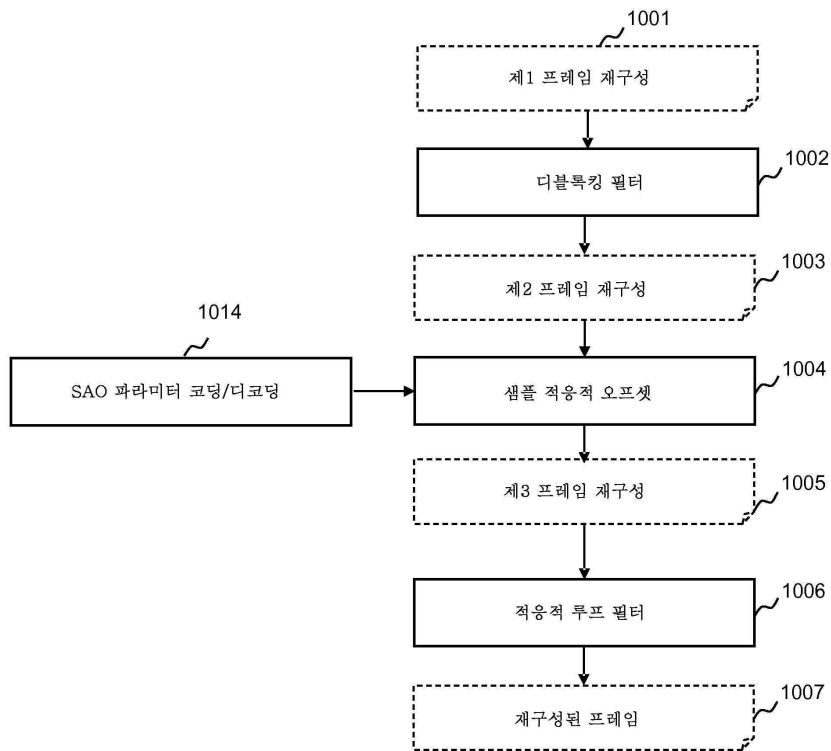 1001
제1 프레임 재구성
1002
디블록킹 필터
1003
제2 프레임 재구성
1014
SAO 파라미터 코딩/디코딩
1004
샘플 적응적 오프셋
1005
제3 프레임 재구성
1006
적응적 루프 필터
1007
재구성된 프레임